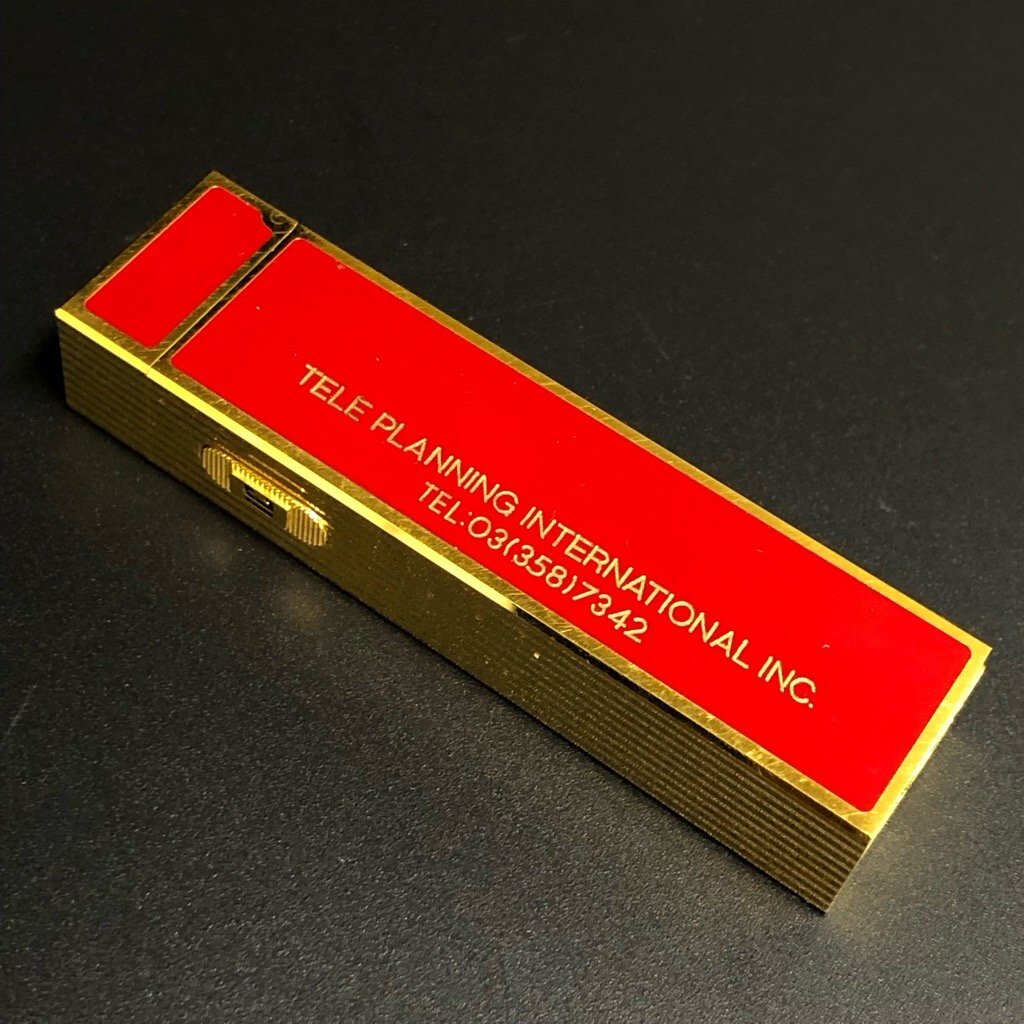 TELE PLANNING INTERNATIONAL INC.
TEL:03(358)7342